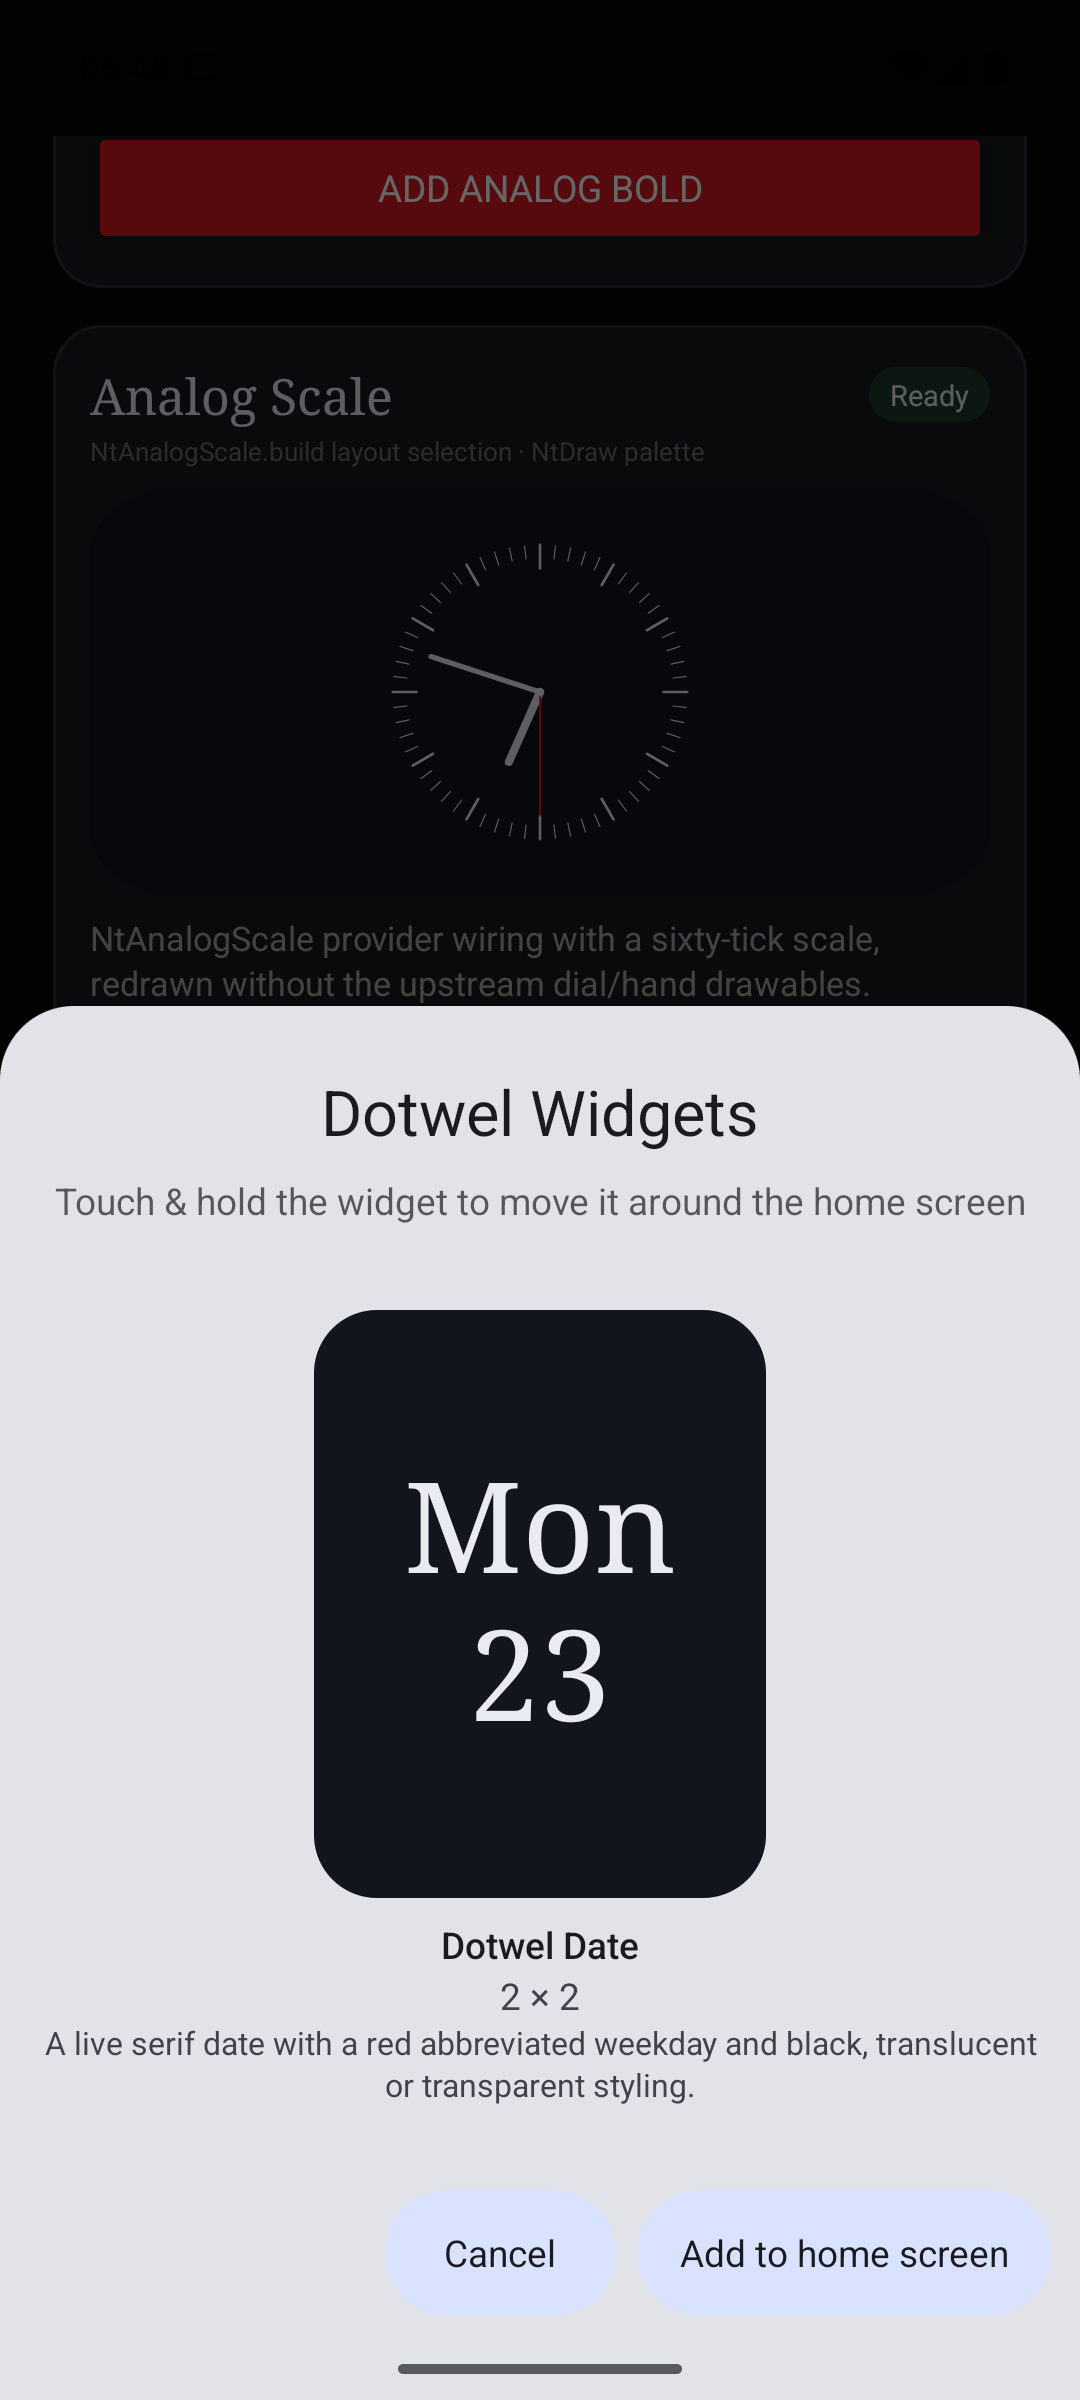 ADD ANALOG BOLD
Analog Scale
Ready
NtAnalogScale.build layout selection · NtDraw palette
NtAnalogScale provider wiring with a sixty-tick scale,
redrawn without the upstream dial/hand drawables.
Dotwel Widgets
Touch & hold the widget to move it around the home screen
Mon
23
Dotwel Date
2 × 2
A live serif date with a red abbreviated weekday and black, translucent
or transparent styling.
Cancel
Add to home screen